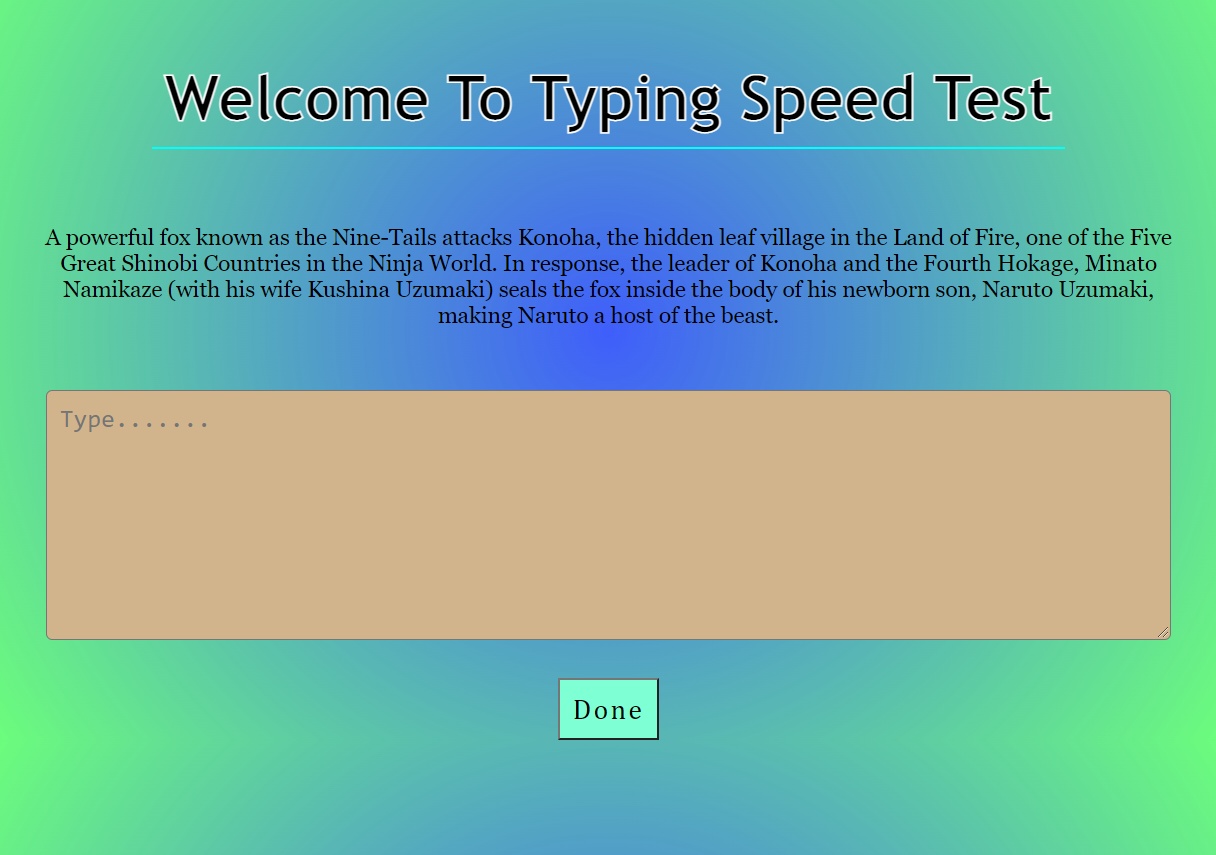 Welcome To Typing Speed Test
A powerful fox known as the Nine-Tails attacks Konoha, the hidden leaf village in the Land of Fire, one of the Five
Great Shinobi Countries in the Ninja World. In response, the leader of Konoha and the Fourth Hokage, Minato
Namikaze (with his wife Kushina Uzumaki) seals the fox inside the body of his newborn son, Naruto Uzumaki,
making Naruto a host of the beast.
Type.......
Done